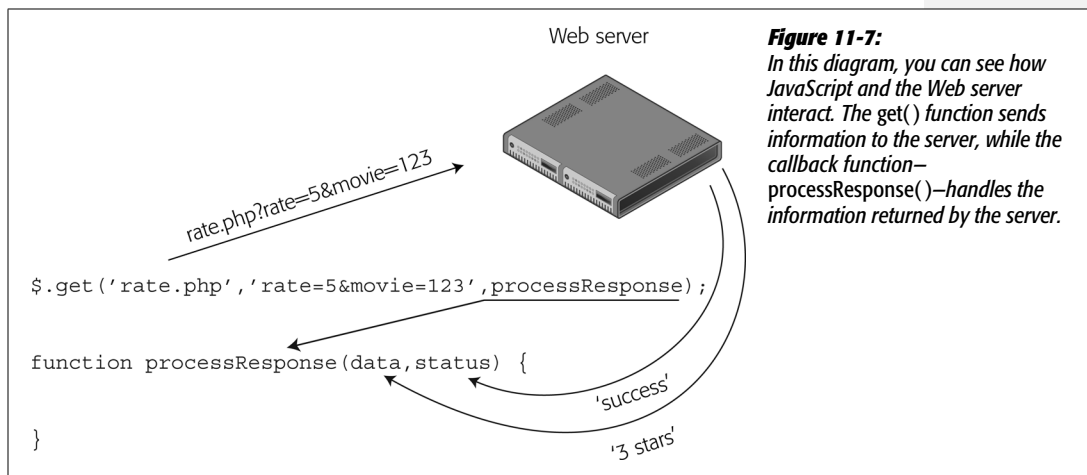 Web server
rate.php?rate=5&movie=123
$.get('rate.php','rate=5&movie=123',processResponse);
function processResponse(data,status) {
'success'
'3 stars'
}
Figure 11-7:
In this diagram, you can see how
JavaScript and the Web server
interact. The get() function sends
information to the server, while the
callback function—
processResponse()—handles the
information returned by the server.